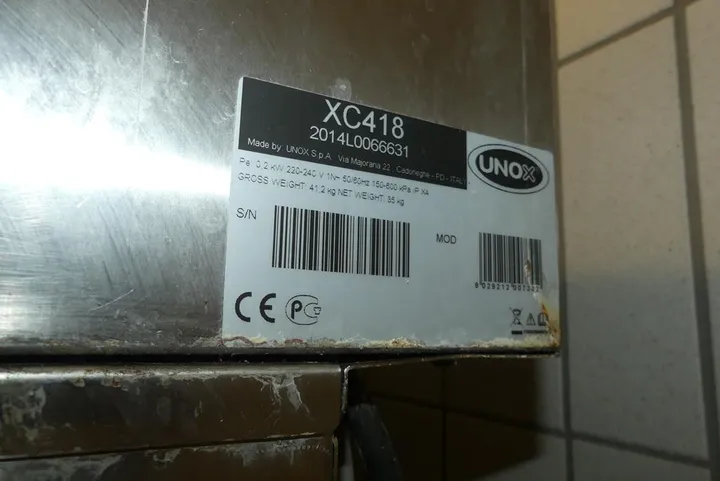 XC418
2014L0066631
Made by UNOX S.p.A. Via Majorana 22, Cadoneghe - PD - ITALY
UNOX
Pe 0,2 kW 220-240 V 1N~ 50/60Hz 150-600 kPa IP X4
GROSS WEIGHT: 41,2 kg NET WEIGHT: 35 kg
S/N
MOD
CE